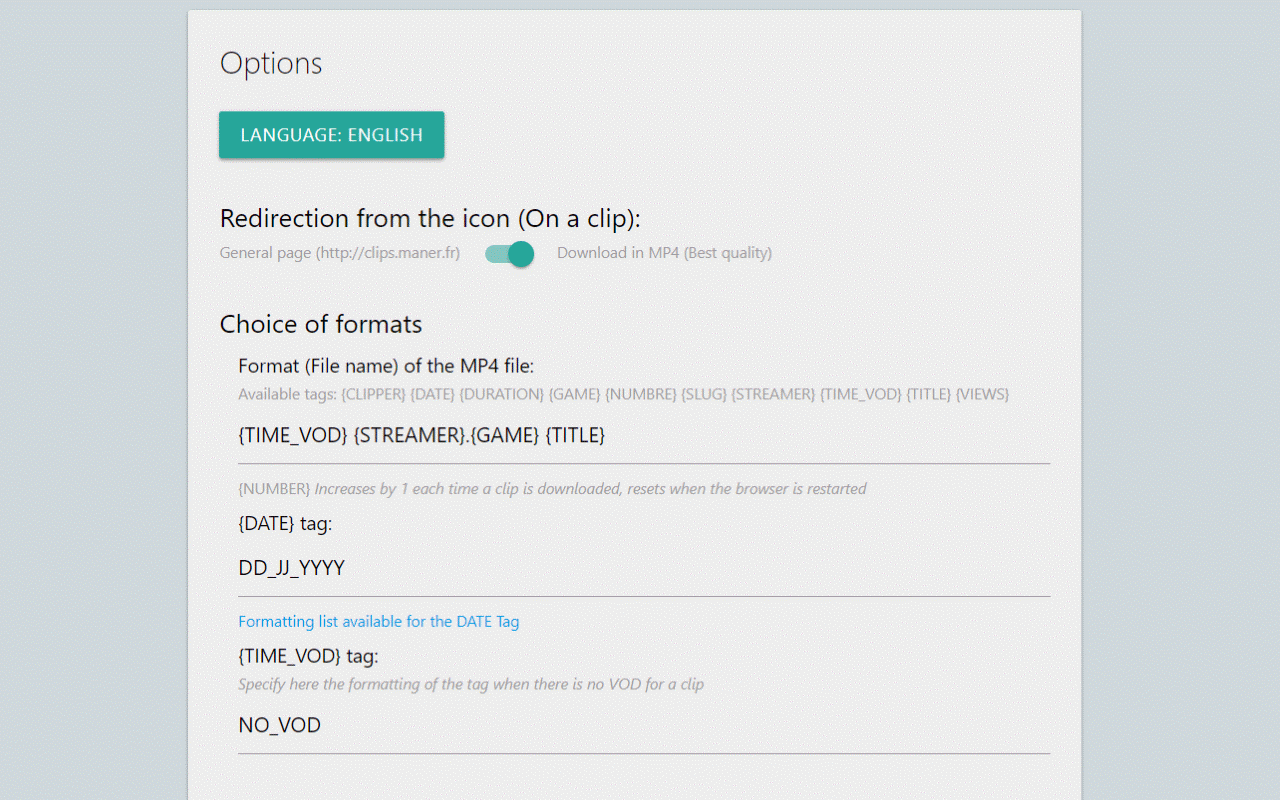 Options
LANGUAGE: ENGLISH
Redirection from the icon (On a clip):
General page (http://clips.maner.fr) Download in MP4 (Best quality)
Choice of formats
Format (File name) of the MP4 file:
Available tags: {CLIPPER} {DATE} {DURATION} {GAME} {NUMBRE} {SLUG} {STREAMER} {TIME_VOD} {TITLE} {VIEWS}
{TIME_VOD} {STREAMER}.{GAME} {TITLE}
{NUMBER} Increases by 1 each time a clip is downloaded, resets when the browser is restarted
{DATE} tag:
DD_JJ_YYYY
Formatting list available for the DATE Tag
{TIME_VOD} tag:
Specify here the formatting of the tag when there is no VOD for a clip
NO_VOD